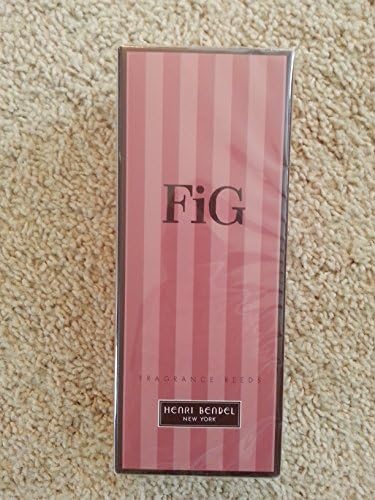 FiG
FRAGRANCE REEDS
HENRI BENDEL
NEW YORK